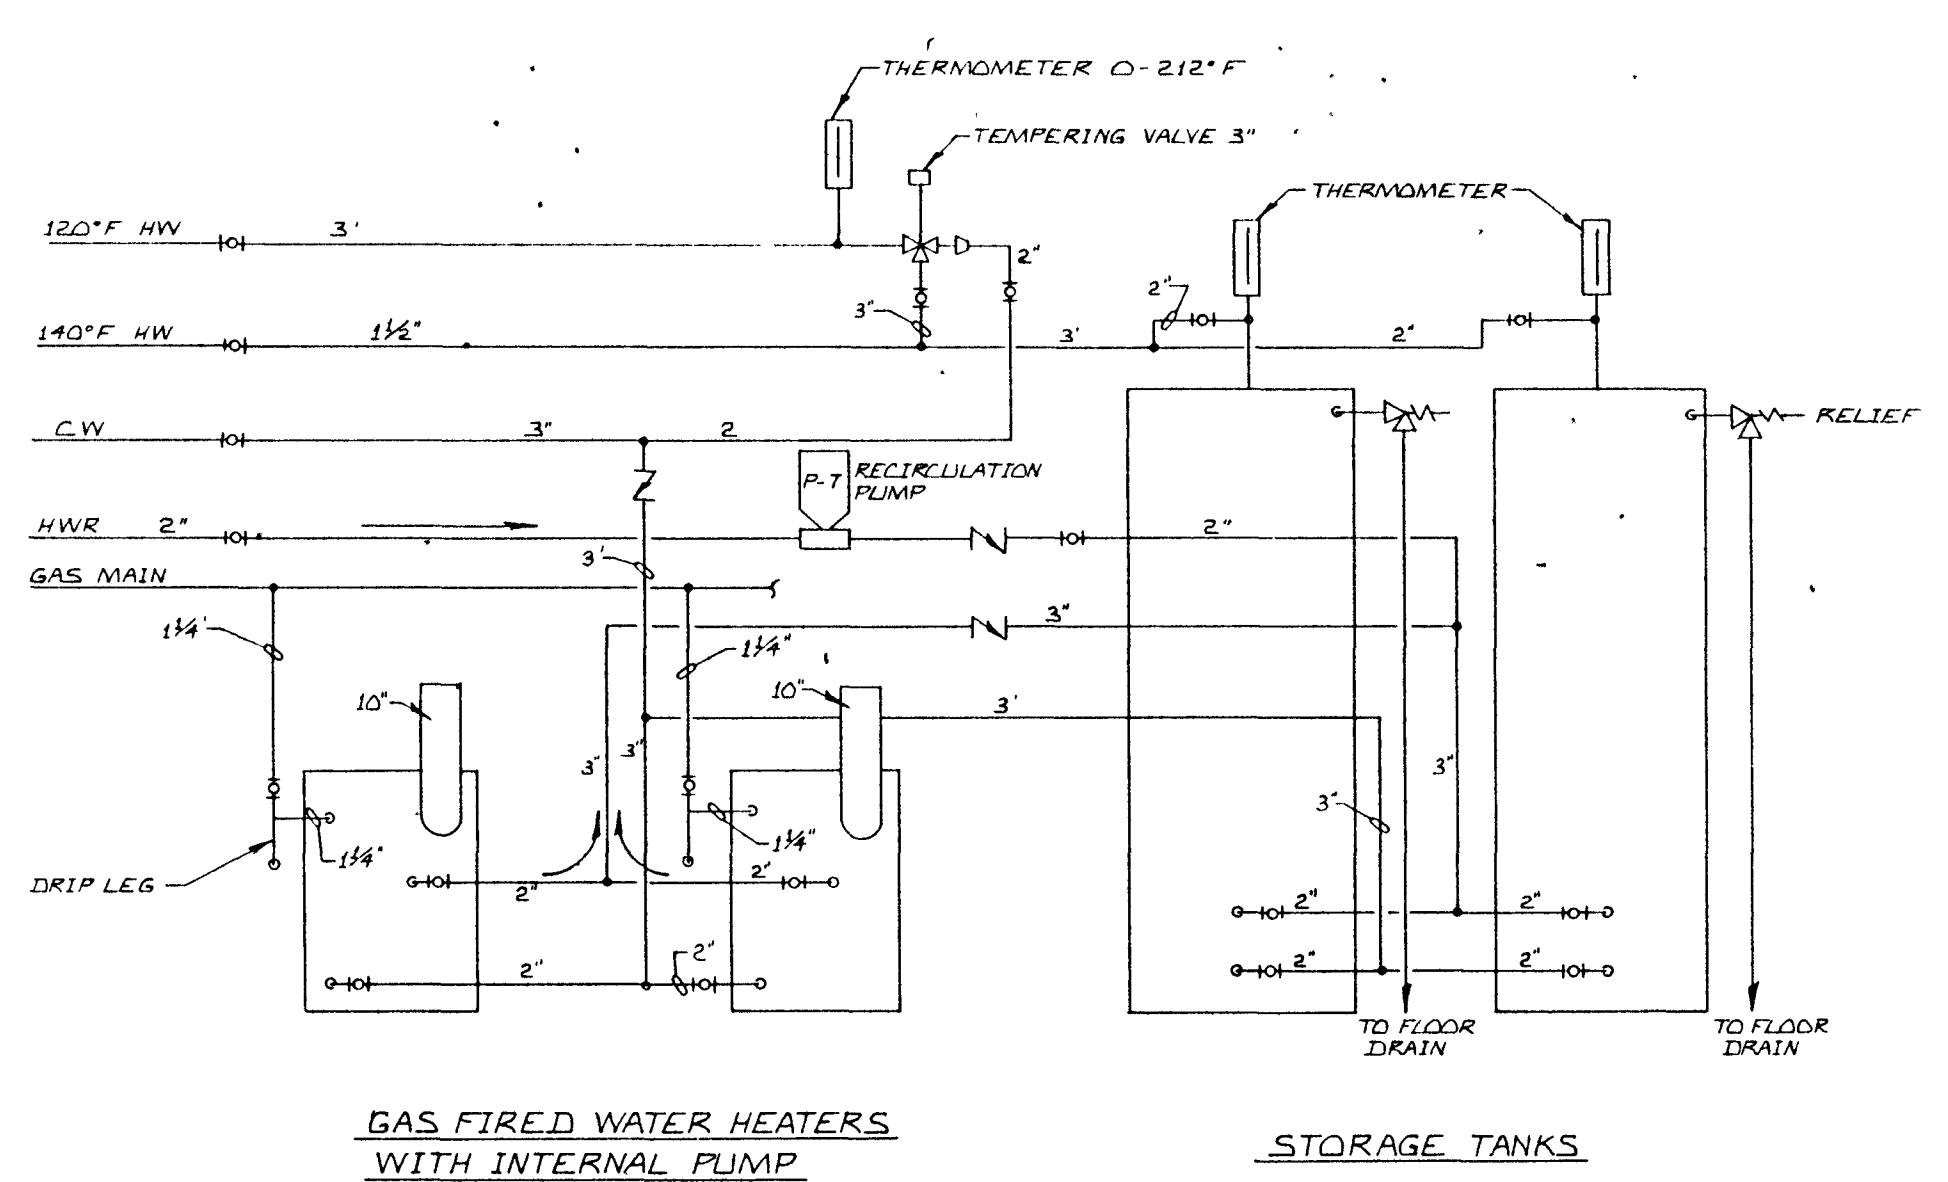 THERMOMETER 0-212°F
TEMPERING VALVE 3"
THERMOMETER
120°F HW
3'
2"
2"
3"
140°F HW
1½"
3'
2"
CW
3"
2
RELIEF
P-7
RECIRCULATION
PUMP
HWR
2"
2"
3'
GAS MAIN
1¼'
3"
1¼"
10"
10"
3'
3"
3"
3"
3"
1¼"
1¼"
DRIP LEG
2"
2'
2"
2"
2"
2"
2"
2"
TO FLOOR
DRAIN
TO FLOOR
DRAIN
GAS FIRED WATER HEATERS
WITH INTERNAL PUMP
STORAGE TANKS